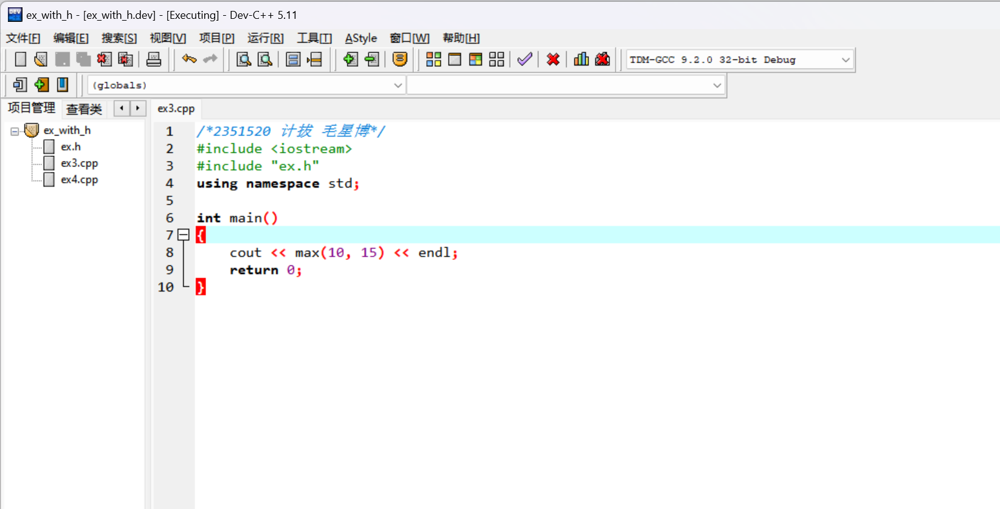 ex_with_h - [ex_with_h.dev] - [Executing] - Dev-C++ 5.11
文件[F] 编辑[E] 搜索[S] 视图[V] 项目[P] 运行[R] 工具[T] AStyle 窗口[W] 帮助[H]
TDM-GCC 9.2.0 32-bit Debug
(globals)
项目管理 查看类
ex_with_h
ex.h
ex3.cpp
ex4.cpp
ex3.cpp
1 /*2351520 计拔 毛星博*/
2 #include <iostream>
3 #include "ex.h"
4 using namespace std;
5
6 int main()
7 {
8     cout << max(10, 15) << endl;
9     return 0;
10 }